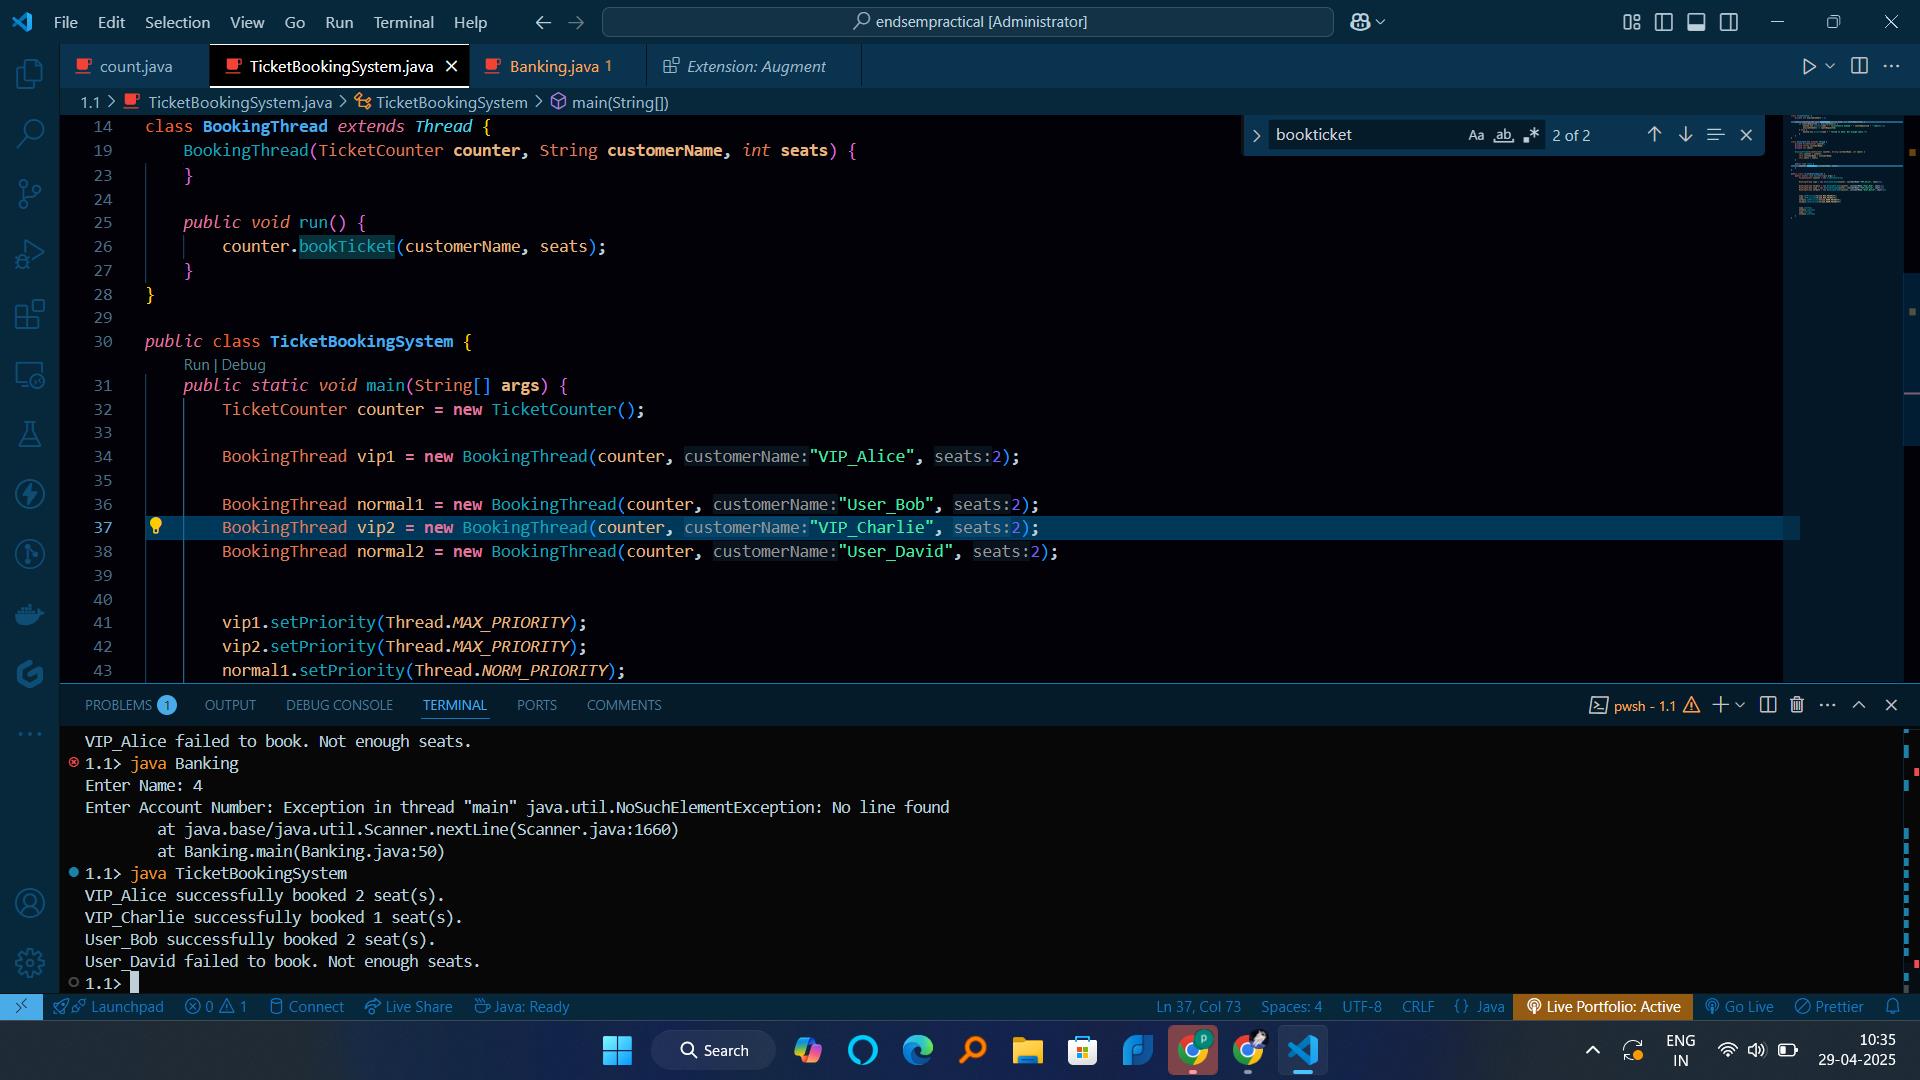 File Edit Selection View Go Run Terminal Help
endsempractical [Administrator]
count.java TicketBookingSystem.java Banking.java 1 Extension: Augment
1.1 > TicketBookingSystem.java > TicketBookingSystem > main(String[])
bookticket Aa ab 2 of 2
14 class BookingThread extends Thread {
19 BookingThread(TicketCounter counter, String customerName, int seats) {
23 }
24
25 public void run() {
26 counter.bookTicket(customerName, seats);
27 }
28 }
29
30 public class TicketBookingSystem {
Run | Debug
31 public static void main(String[] args) {
32 TicketCounter counter = new TicketCounter();
33
34 BookingThread vip1 = new BookingThread(counter, customerName:"VIP_Alice", seats:2);
35
36 BookingThread normal1 = new BookingThread(counter, customerName:"User_Bob", seats:2);
37 BookingThread vip2 = new BookingThread(counter, customerName:"VIP_Charlie", seats:2);
38 BookingThread normal2 = new BookingThread(counter, customerName:"User_David", seats:2);
39
40
41 vip1.setPriority(Thread.MAX_PRIORITY);
42 vip2.setPriority(Thread.MAX_PRIORITY);
43 normal1.setPriority(Thread.NORM_PRIORITY);
PROBLEMS 1 OUTPUT DEBUG CONSOLE TERMINAL PORTS COMMENTS
pwsh - 1.1
VIP_Alice failed to book. Not enough seats.
1.1> java Banking
Enter Name: 4
Enter Account Number: Exception in thread "main" java.util.NoSuchElementException: No line found
at java.base/java.util.Scanner.nextLine(Scanner.java:1660)
at Banking.main(Banking.java:50)
1.1> java TicketBookingSystem
VIP_Alice successfully booked 2 seat(s).
VIP_Charlie successfully booked 1 seat(s).
User_Bob successfully booked 2 seat(s).
User_David failed to book. Not enough seats.
1.1>
Launchpad 0 1 Connect Live Share Java: Ready
Ln 37, Col 73 Spaces: 4 UTF-8 CRLF {} Java Live Portfolio: Active Go Live Prettier
Search
ENG
IN
10:35
29-04-2025